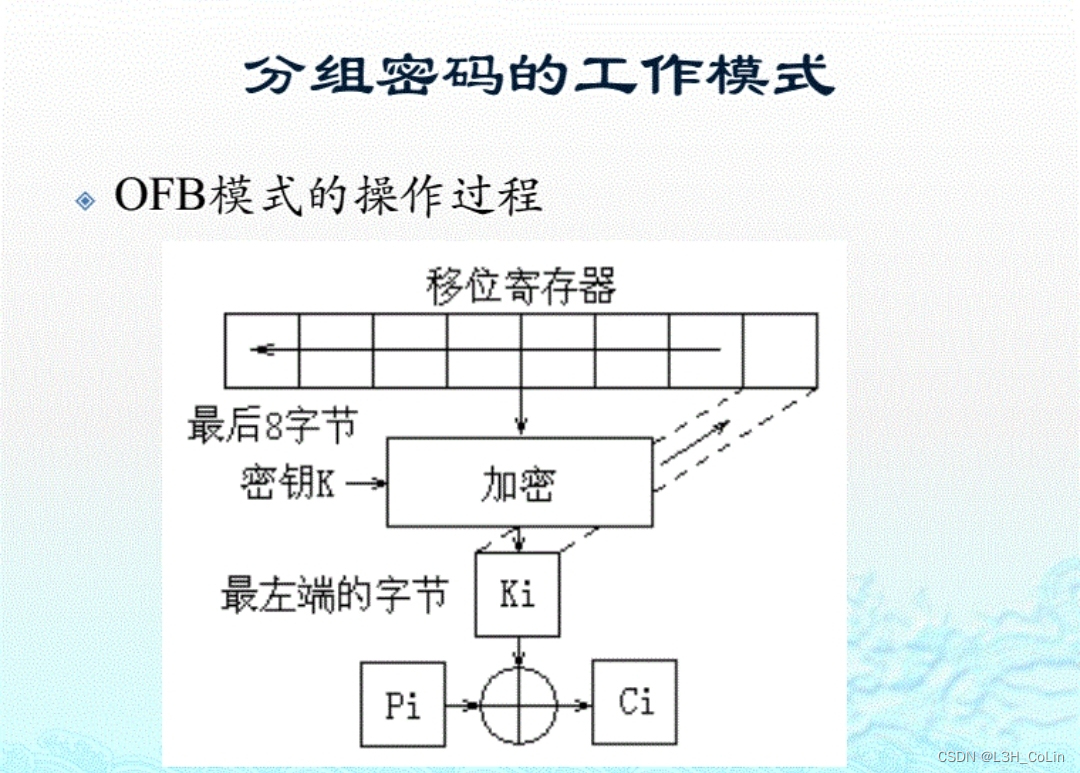 分组密码的工作模式
OFB模式的操作过程
移位寄存器
最后8字节
密钥K
加密
最左端的字节
Ki
Pi
Ci
CSDN @L3H_CoLin